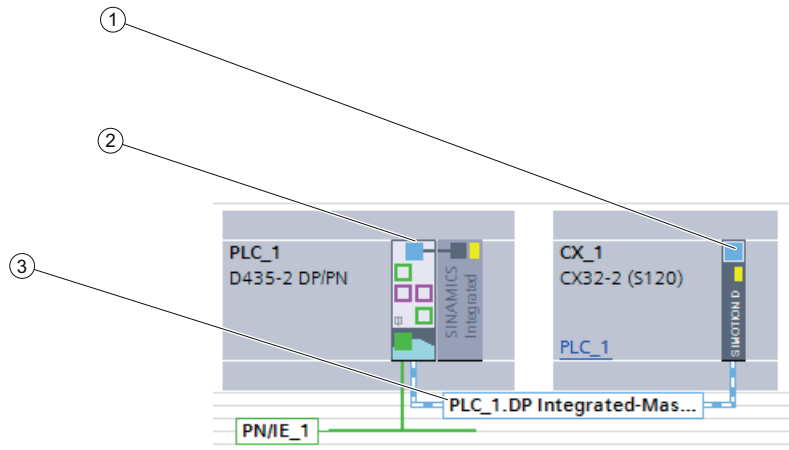 1
2
3
PLC_1
D435-2 DP/PN
SINAMICS
Integrated
CX_1
CX32-2 (S120)
PLC_1
SIMOTION D
PLC_1.DP Integrated-Mas...
PN/IE_1